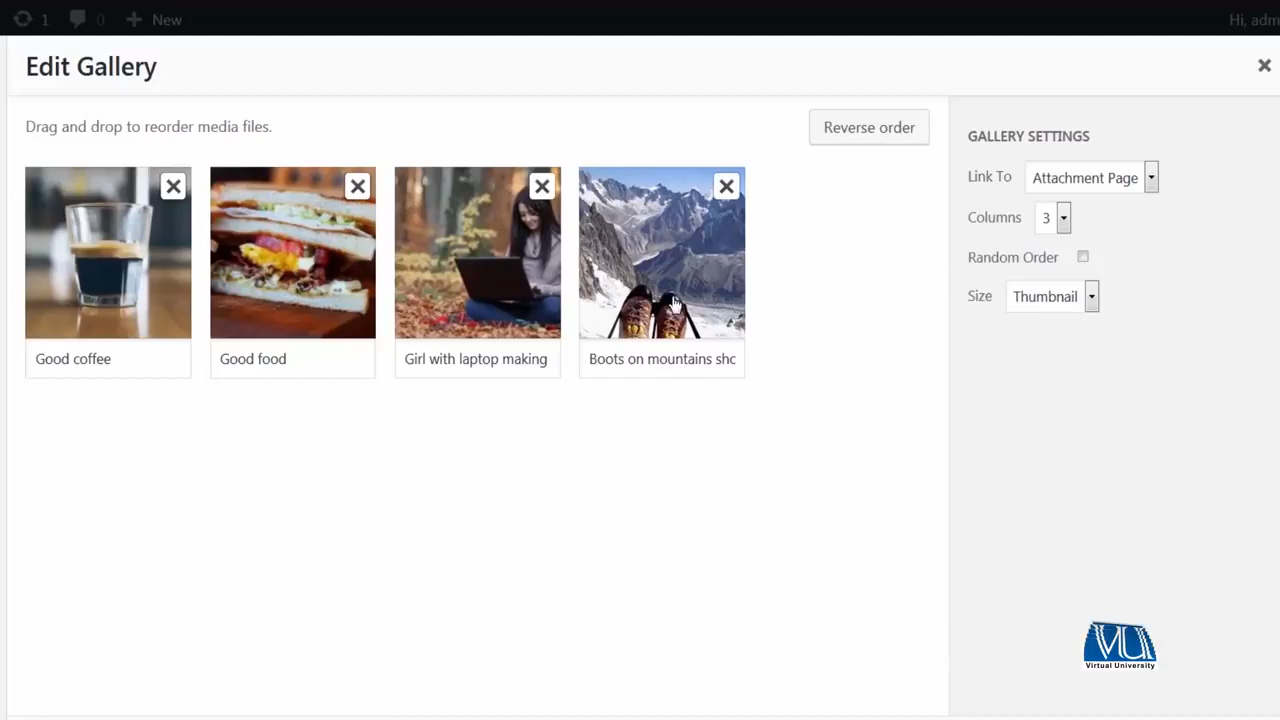 1 0 New
Hi, adm
Edit Gallery
Drag and drop to reorder media files.
Reverse order
Good coffee
Good food
Girl with laptop making
Boots on mountains shc
GALLERY SETTINGS
Link To Attachment Page
Columns 3
Random Order
Size Thumbnail
VU
Virtual University